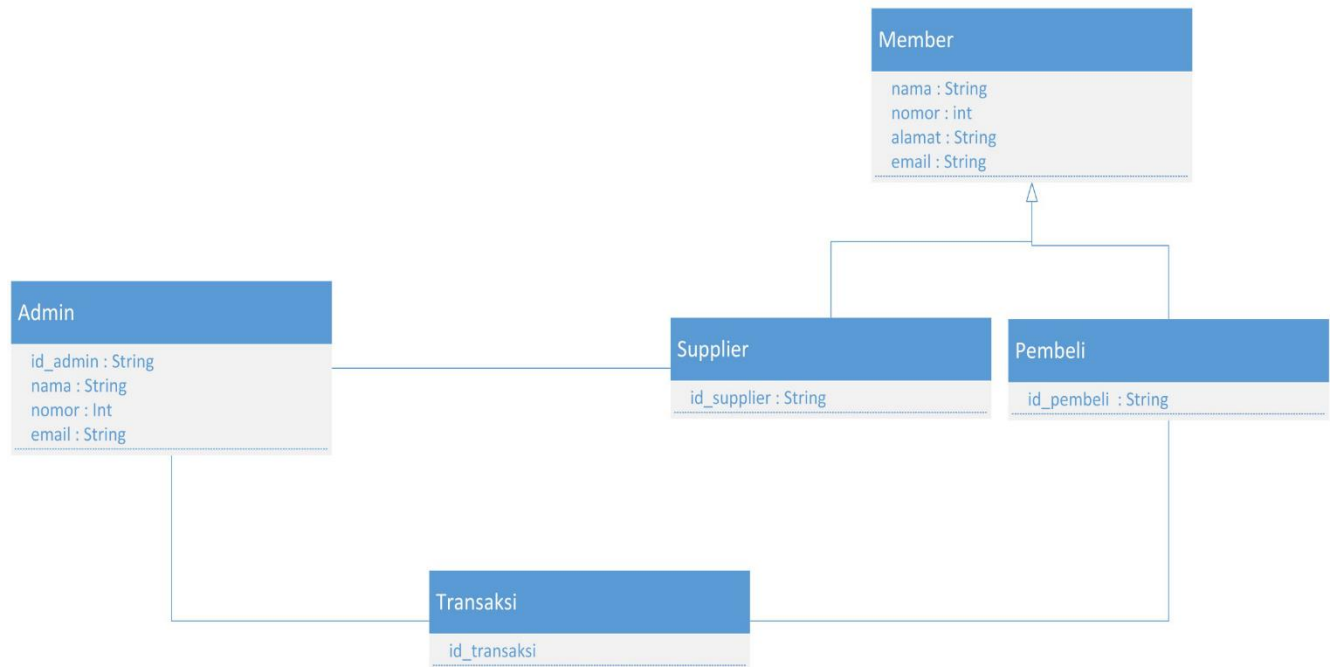 Member
nama : String
nomor : int
alamat : String
email : String
Admin
id_admin : String
nama : String
nomor : Int
email : String
Supplier
id_supplier : String
Pembeli
id_pembeli : String
Transaksi
id_transaksi